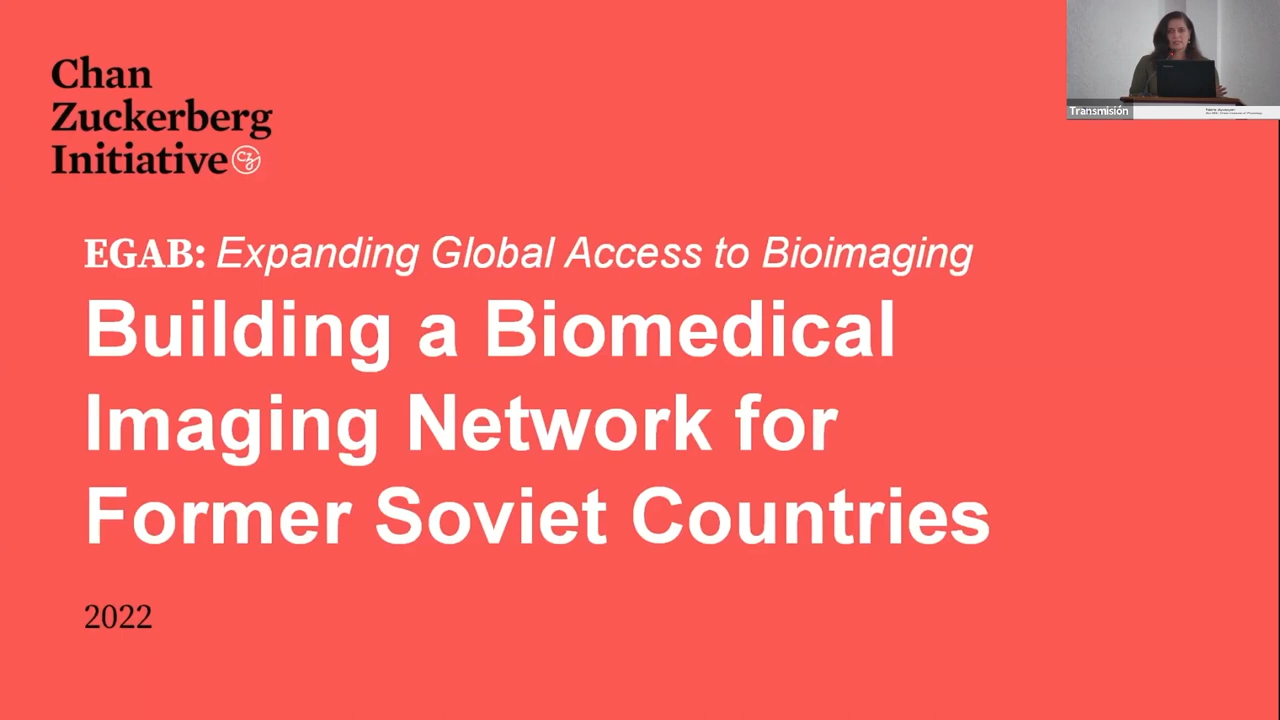 Chan
Zuckerberg
Initiative
EGAB: Expanding Global Access to Bioimaging
Building a Biomedical
Imaging Network for
Former Soviet Countries
2022
Transmisión